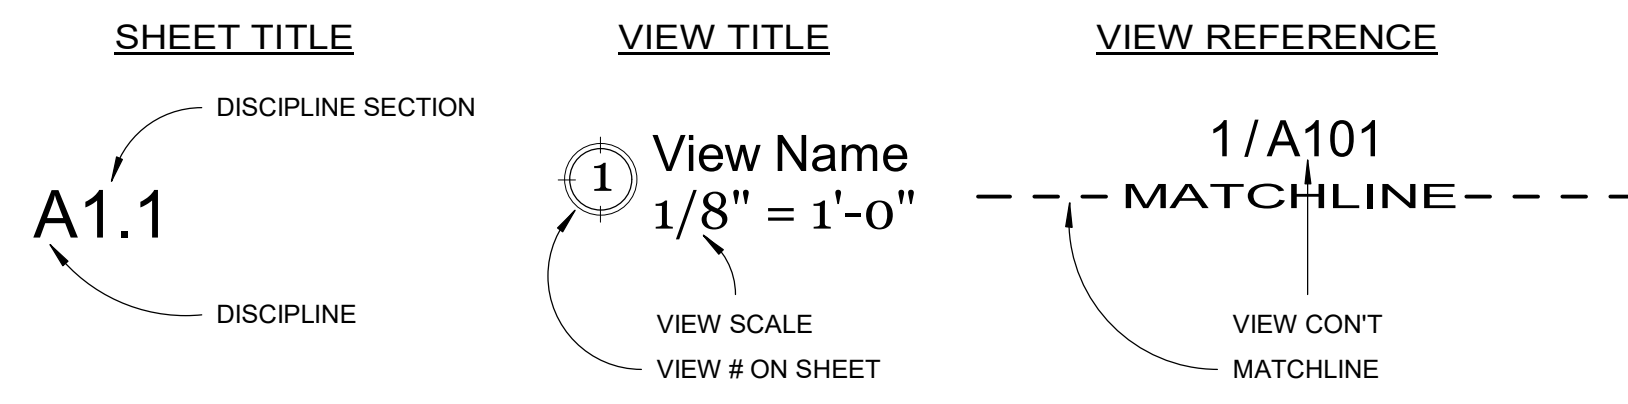 SHEET TITLE
DISCIPLINE SECTION
A1.1
DISCIPLINE
VIEW TITLE
1
View Name
1/8" = 1'-0"
VIEW SCALE
VIEW # ON SHEET
VIEW REFERENCE
1 / A101
MATCHLINE
VIEW CON'T
MATCHLINE